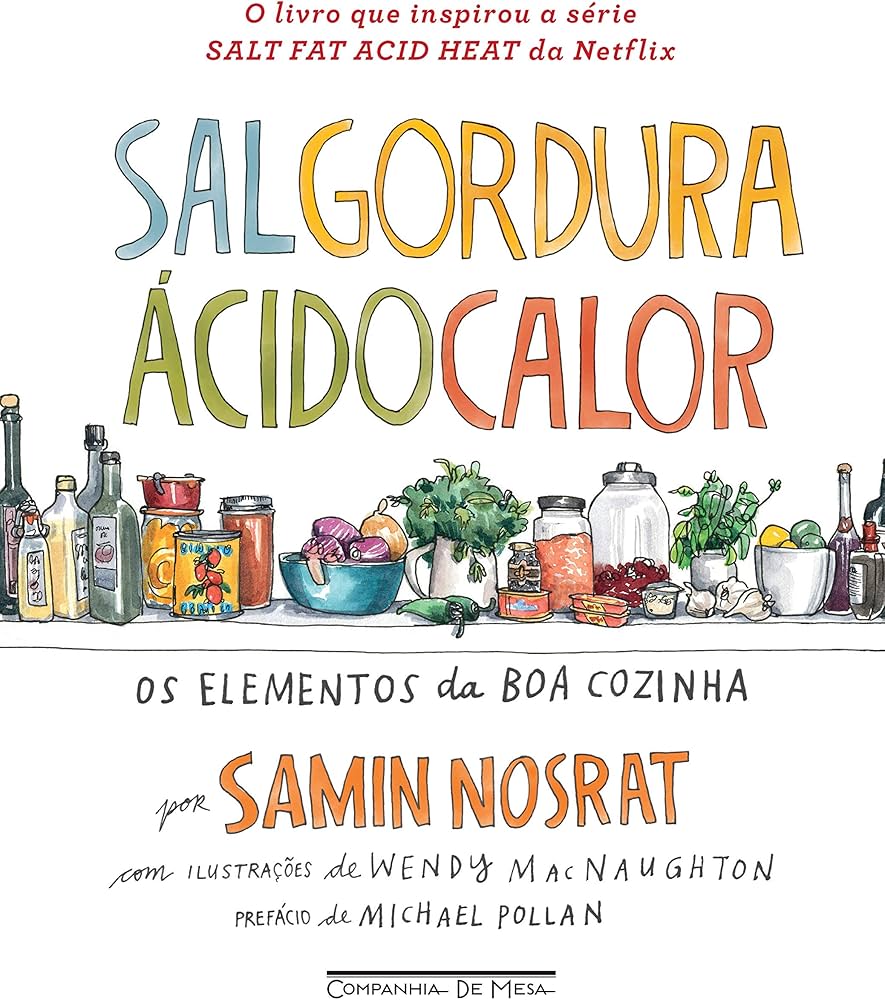 O livro que inspirou a série
SALT FAT ACID HEAT da Netflix
SALGORDURA
ÁCIDOCALOR
OS ELEMENTOS da BOA COZINHA
por SAMIN NOSRAT
com ILUSTRAÇÕES de WENDY MACNAUGHTON
PREFÁCIO de MICHAEL POLLAN
COMPANHIA DE MESA